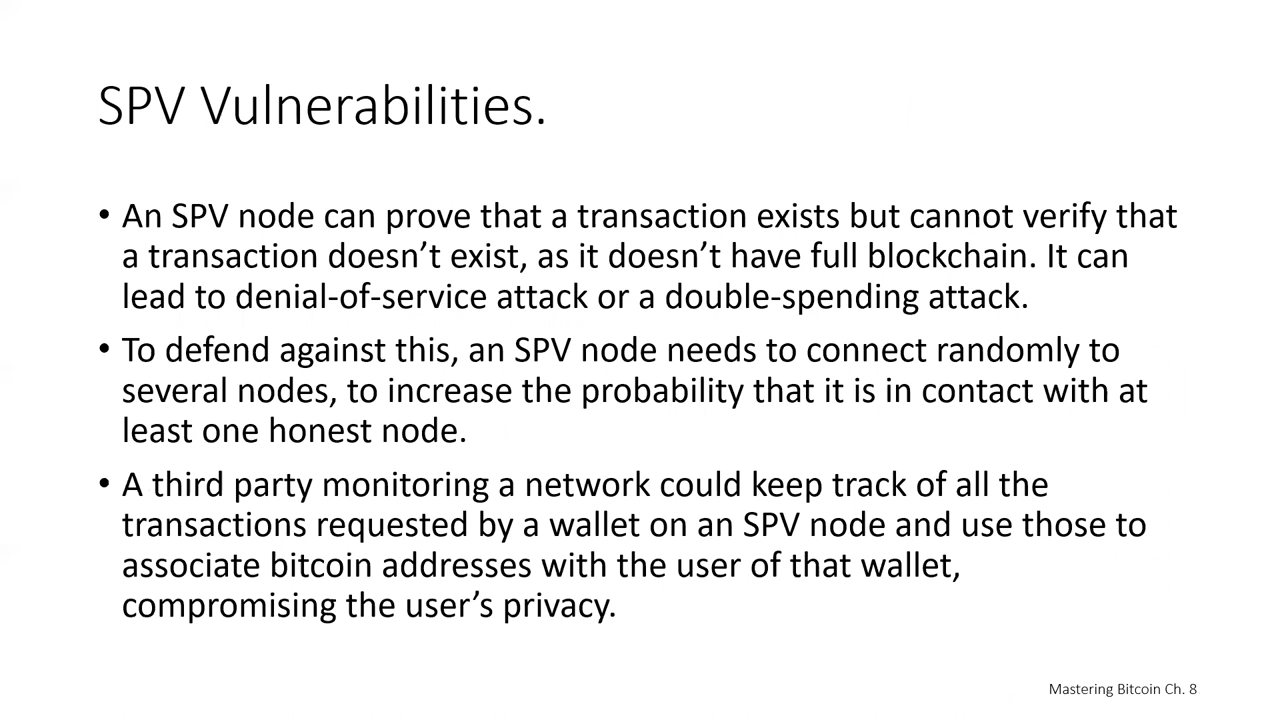 SPV Vulnerabilities.
• An SPV node can prove that a transaction exists but cannot verify that
a transaction doesn’t exist, as it doesn’t have full blockchain. It can
lead to denial-of-service attack or a double-spending attack.
• To defend against this, an SPV node needs to connect randomly to
several nodes, to increase the probability that it is in contact with at
least one honest node.
• A third party monitoring a network could keep track of all the
transactions requested by a wallet on an SPV node and use those to
associate bitcoin addresses with the user of that wallet,
compromising the user’s privacy.
Mastering Bitcoin Ch. 8